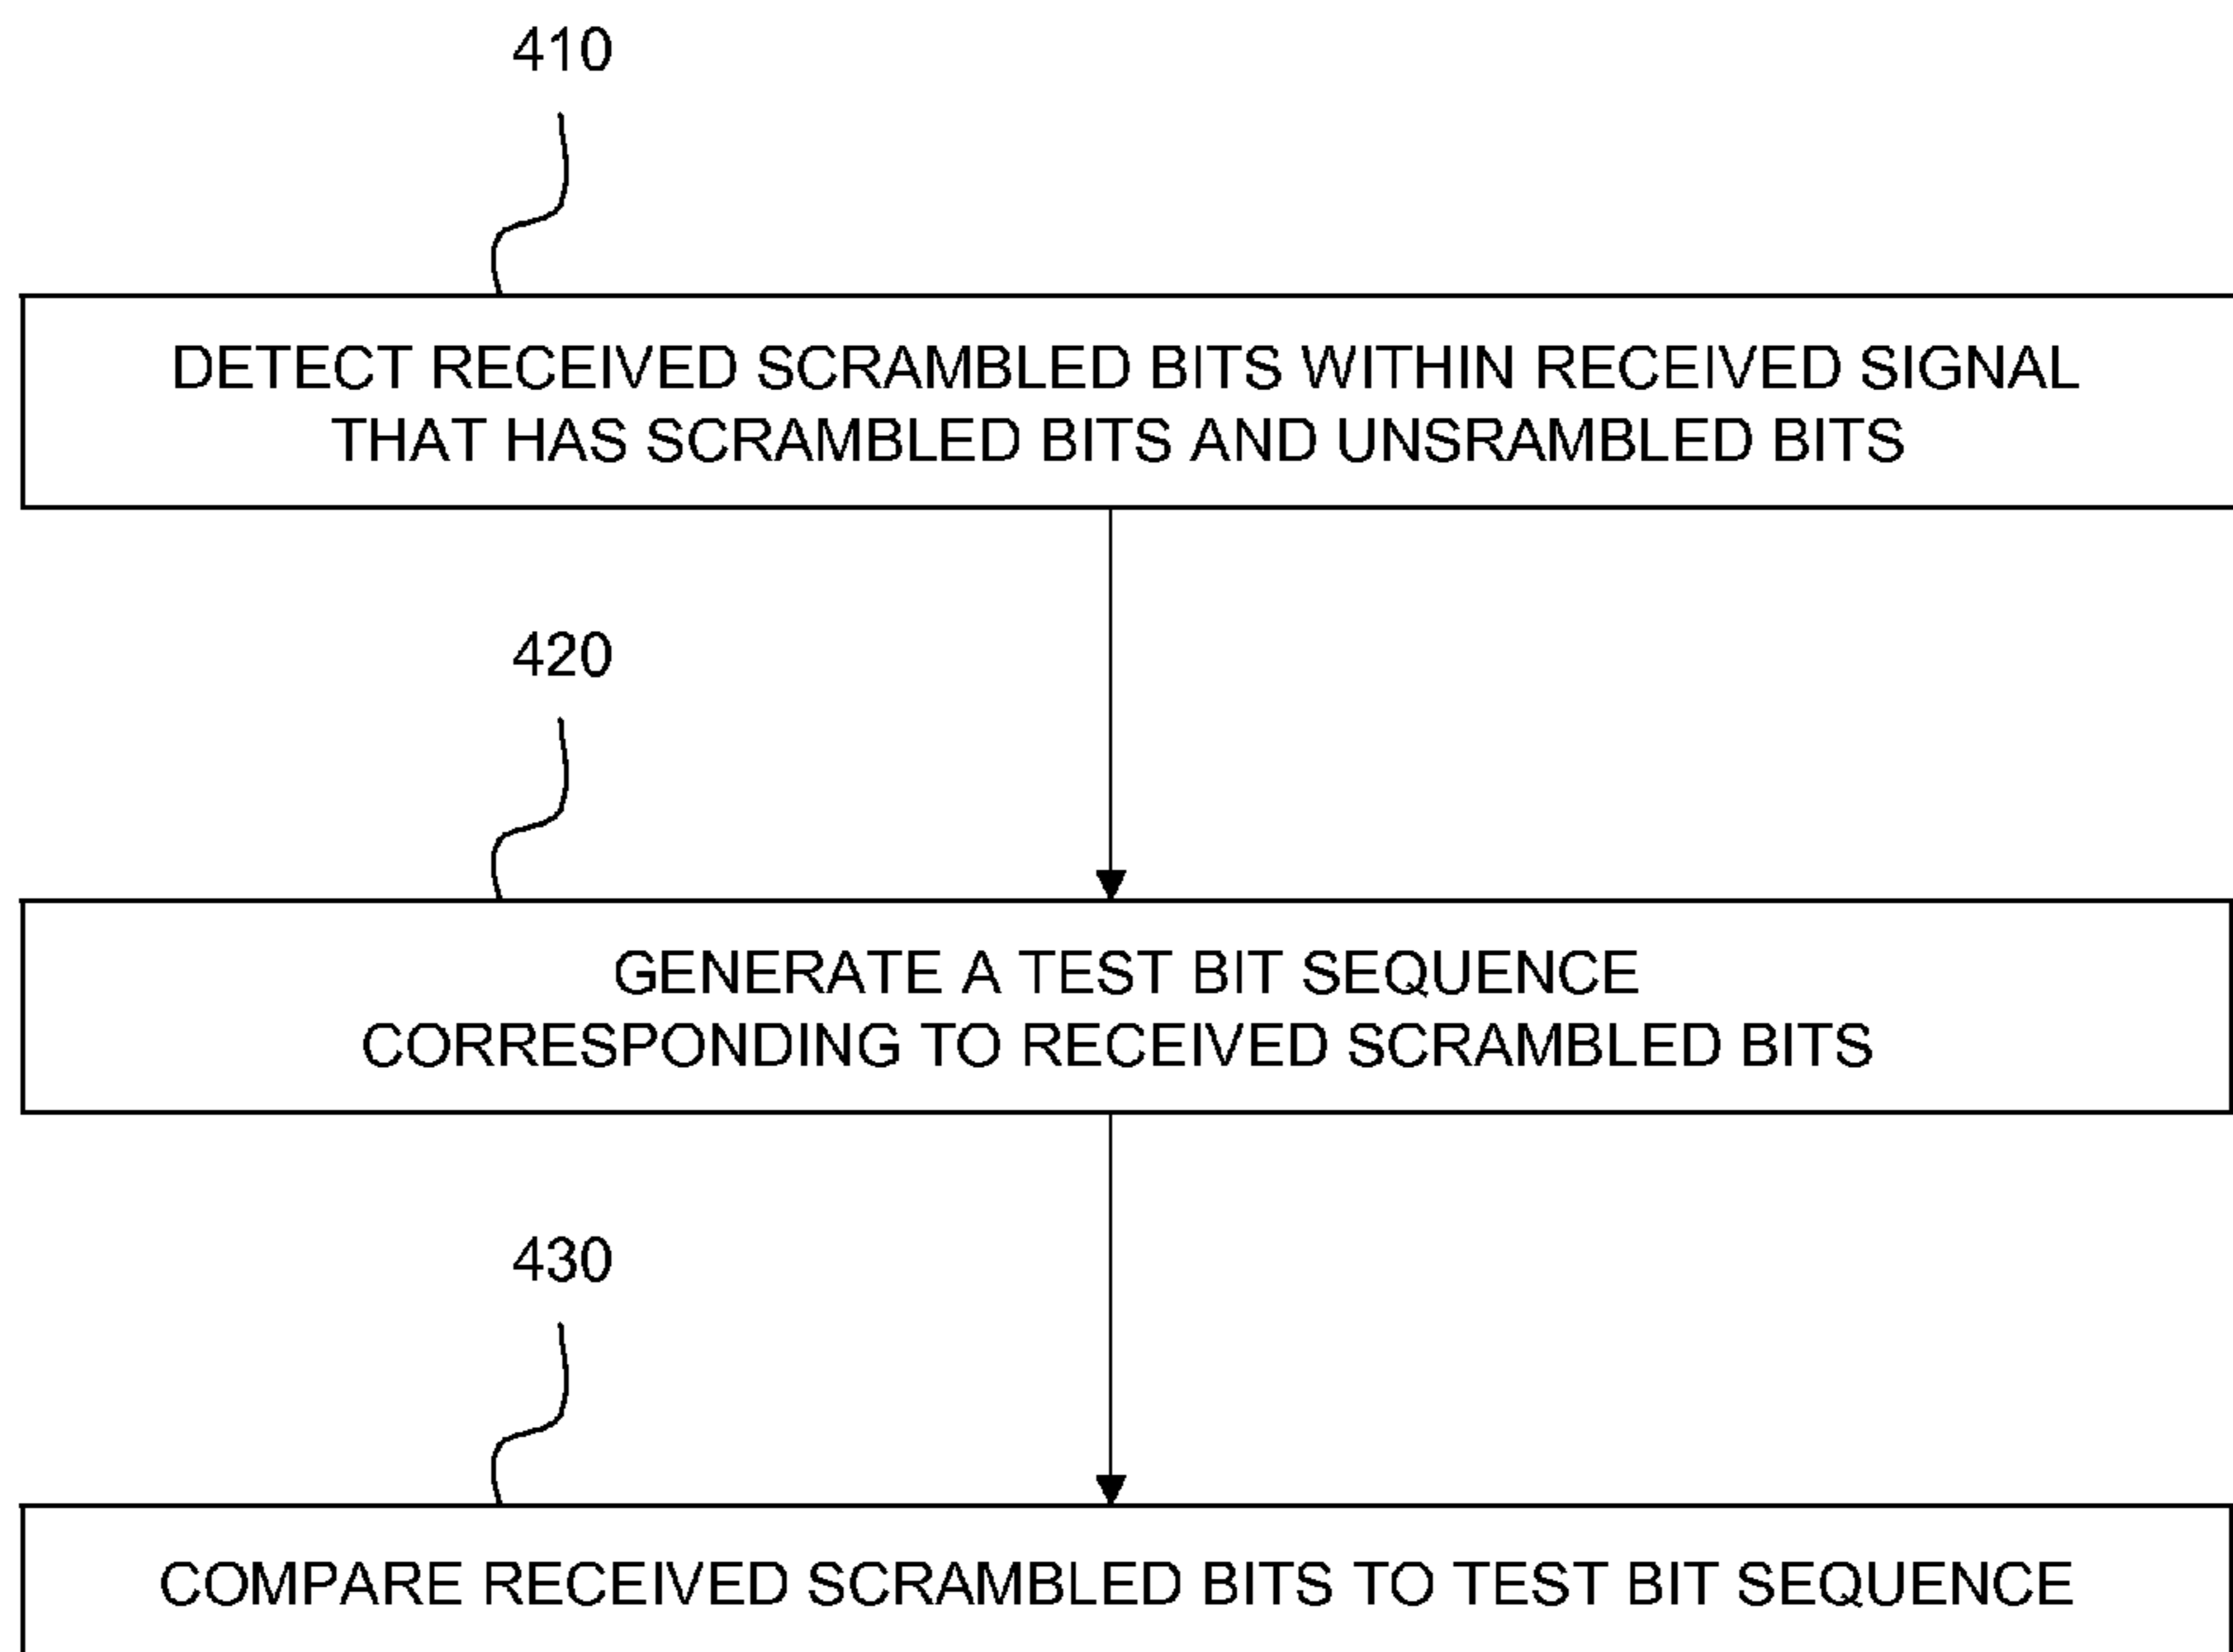 410
DETECT RECEIVED SCRAMBLED BITS WITHIN RECEIVED SIGNAL
THAT HAS SCRAMBLED BITS AND UNSRAMBLED BITS
420
GENERATE A TEST BIT SEQUENCE
CORRESPONDING TO RECEIVED SCRAMBLED BITS
430
COMPARE RECEIVED SCRAMBLED BITS TO TEST BIT SEQUENCE